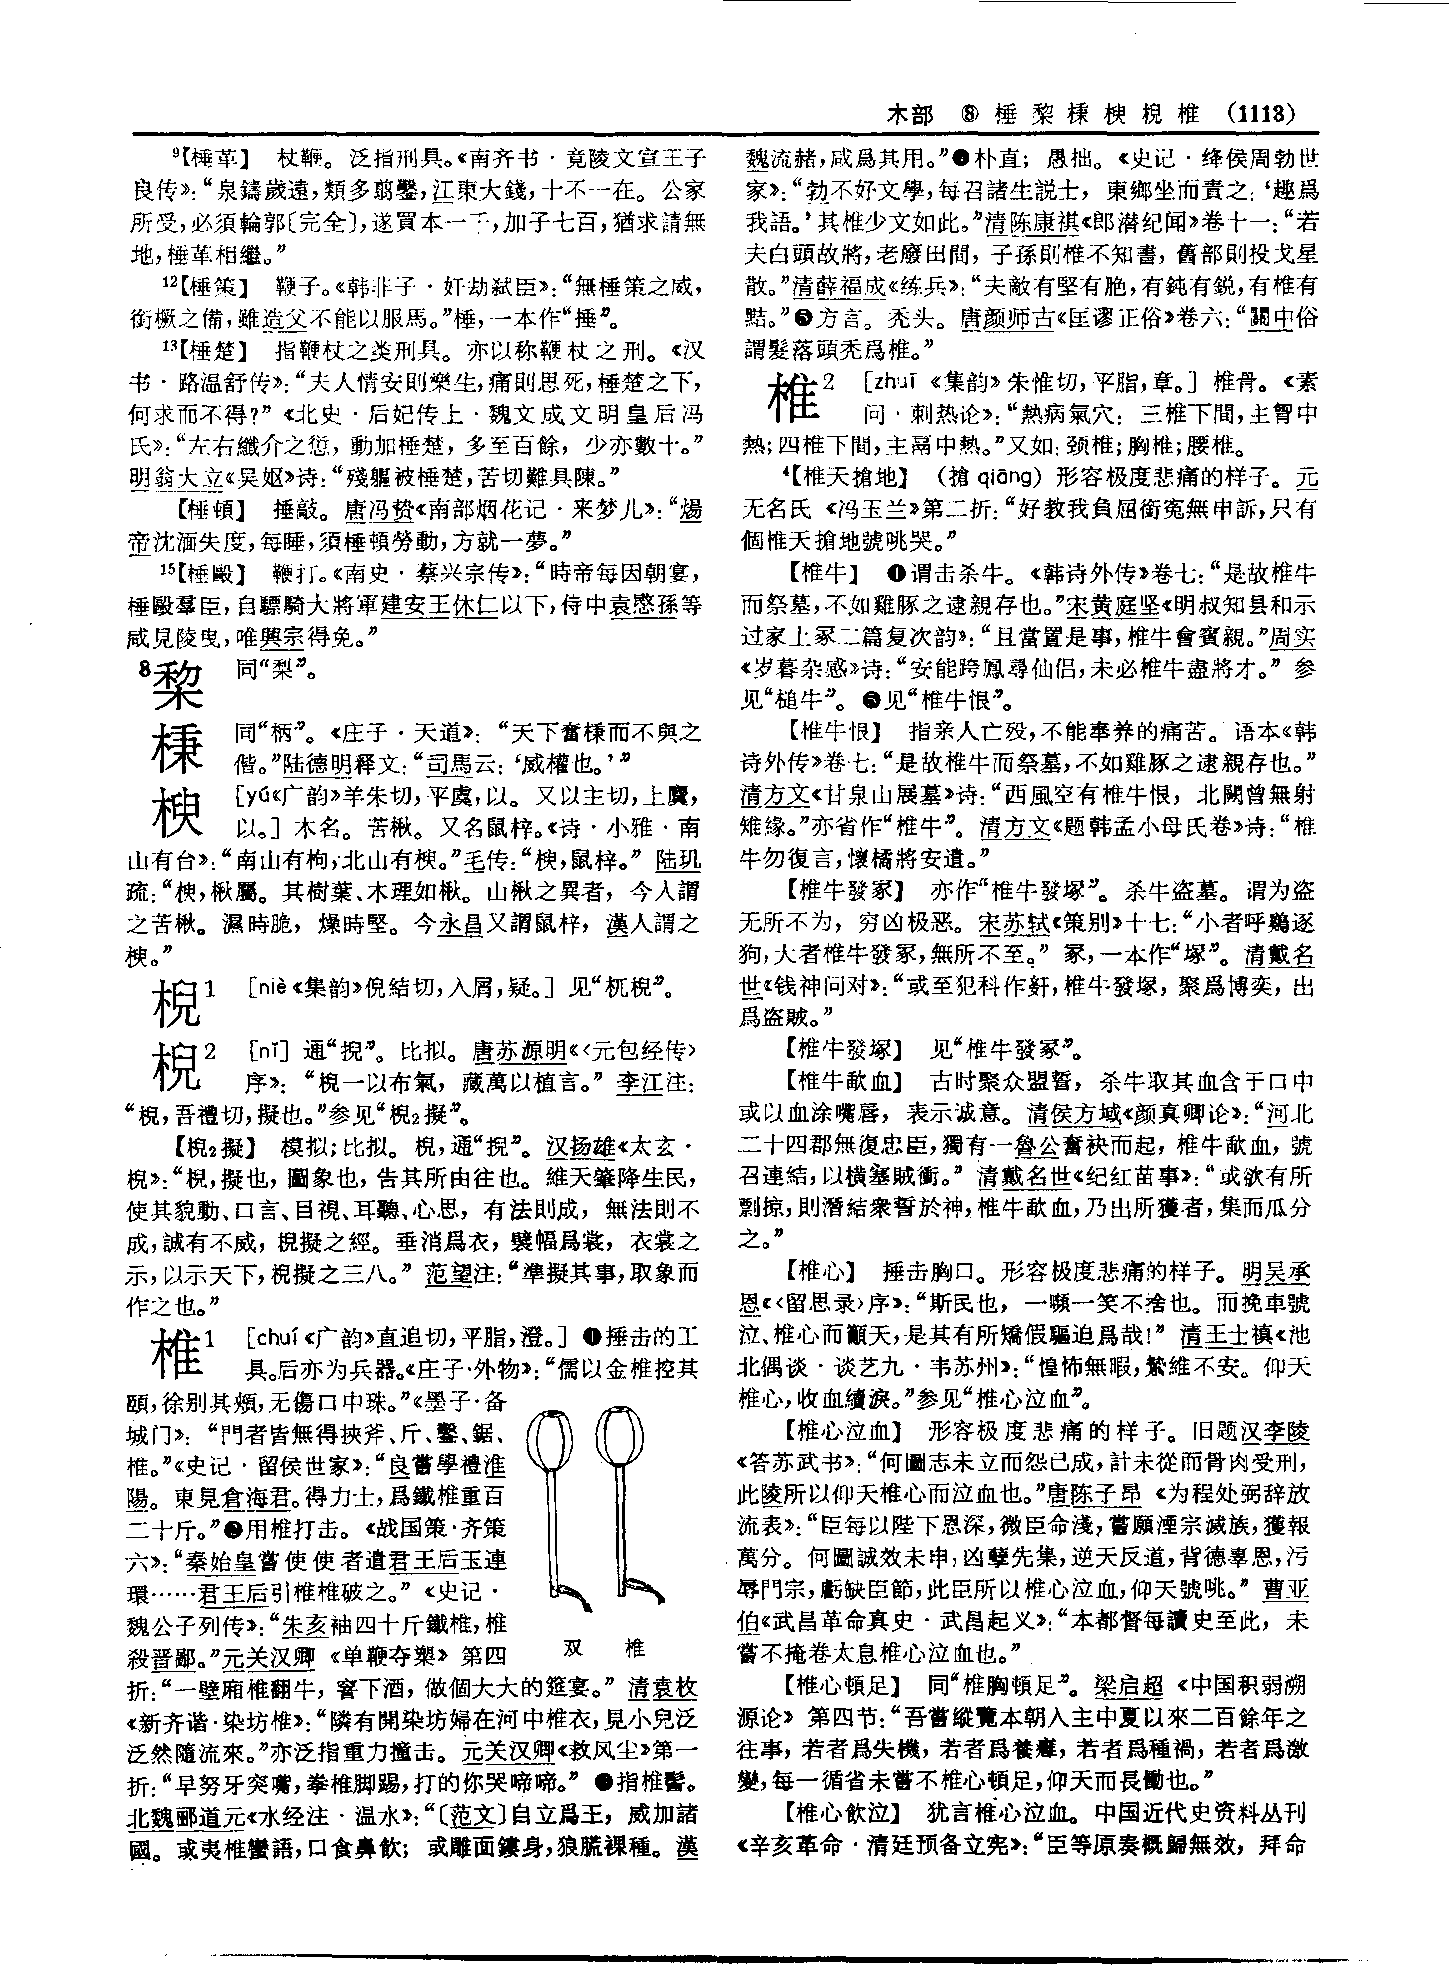 木部 ⑧ 棰 棃 棅 楰 棿 椎 （1113）
⁹【棰革】 杖鞭。泛指刑具。《南齐书·竟陵文宣王子
良传》：“泉鑄歲遠，類多翦鑿，江東大錢，十不一在。公家
所受，必須輪郭〔完全〕，遂買本一千，加子七百，猶求請無
地，棰革相繼。”
¹²【棰策】 鞭子。《韩非子·奸劫弑臣》：“無棰策之威，
銜橛之備，雖造父不能以服馬。”棰，一本作“捶”。
¹³【棰楚】 指鞭杖之类刑具。亦以称鞭杖之刑。《汉
书·路温舒传》：“夫人情安則樂生，痛則思死，棰楚之下，
何求而不得？”《北史·后妃传上·魏文成文明皇后冯
氏》：“左右纖介之愆，動加棰楚，多至百餘，少亦數十。”
明翁大立《吴妪》诗：“殘軀被棰楚，苦切難具陳。”
【棰頓】 捶敲。唐冯贽《南部烟花记·来梦儿》：“煬
帝沈湎失度，每睡，須棰頓勞動，方就一夢。”
¹⁵【棰毆】 鞭打。《南史·蔡兴宗传》：“時帝每因朝宴，
棰毆羣臣，自驃騎大將軍建安王休仁以下，侍中袁愍孫等
咸見陵曳，唯興宗得免。”
8棃 同“梨”。
棅 同“柄”。《庄子·天道》：“天下奮棅而不與之
偕。”陆德明释文：“司馬云：‘威權也。’”
楰 ［yú《广韵》羊朱切，平虞，以。又以主切，上麌，
以。］木名。苦楸。又名鼠梓。《诗·小雅·南
山有台》：“南山有枸，北山有楰。”毛传：“楰，鼠梓。”陆玑
疏：“楰，楸屬。其樹葉、木理如楸。山楸之異者，今人謂
之苦楸。濕時脆，燥時堅。今永昌又謂鼠梓，漢人謂之
楰。”
棿1 ［niè《集韵》倪結切，入屑，疑。］见“杌棿”。
棿2 ［nǐ］通“掜”。比拟。唐苏源明《〈元包经传〉
序》：“棿一以布氣，藏萬以植言。”李江注：
“棿，吾禮切，擬也。”参见“棿₂擬”。
【棿₂擬】 模拟；比拟。棿，通“掜”。汉扬雄《太玄·
棿》：“棿，擬也，圖象也，告其所由往也。維天肇降生民，
使其貌動、口言、目視、耳聽、心思，有法則成，無法則不
成，誠有不威，棿擬之經。垂消爲衣，襞幅爲裳，衣裳之
示，以示天下，棿擬之三八。”范望注：“準擬其事，取象而
作之也。”
椎1 ［chuí《广韵》直追切，平脂，澄。］❶捶击的工
具。后亦为兵器。《庄子·外物》：“儒以金椎控其
頤，徐别其頰，无傷口中珠。”《墨子·备
城门》：“門者皆無得挾斧、斤、鑿、鋸、
椎。”《史记·留侯世家》：“良嘗學禮淮
陽。東見倉海君。得力士，爲鐵椎重百
二十斤。”❷用椎打击。《战国策·齐策
六》：“秦始皇嘗使使者遺君王后玉連
環……君王后引椎椎破之。”《史记·
魏公子列传》：“朱亥袖四十斤鐵椎，椎
殺晋鄙。”元关汉卿《单鞭夺槊》第四
折：“一壁廂椎翻牛，窨下酒，做個大大的筵宴。”清袁枚
《新齐谐·染坊椎》：“隣有開染坊婦在河中椎衣，見小兒泛
泛然隨流來。”亦泛指重力撞击。元关汉卿《救风尘》第一
折：“早努牙突嘴，拳椎脚踢，打的你哭啼啼。”❸指椎髻。
北魏郦道元《水经注·温水》：“〔范文〕自立爲王，威加諸
國。或夷椎蠻語，口食鼻飲；或雕面鏤身，狼䐠裸種。漢
双 椎
魏流赭，咸爲其用。”❹朴直；愚拙。《史记·绛侯周勃世
家》：“勃不好文學，每召諸生説士，東鄉坐而責之：‘趣爲
我語。’其椎少文如此。”清陈康祺《郎潜纪闻》卷十一：“若
夫白頭故將，老廢田間，子孫則椎不知書，舊部則投戈星
散。”清薛福成《练兵》：“夫敵有堅有脆，有鈍有鋭，有椎有
黠。”❺方言。秃头。唐颜师古《匡谬正俗》卷六：“關中俗
謂髮落頭秃爲椎。”
椎2 ［zhuī《集韵》朱惟切，平脂，章。］椎骨。《素
问·刺热论》：“熱病氣穴：三椎下間，主胷中
熱；四椎下間，主鬲中熱。”又如：颈椎；胸椎；腰椎。
⁴【椎天搶地】（搶 qiāng）形容极度悲痛的样子。元
无名氏《冯玉兰》第二折：“好教我負屈銜寃無申訴，只有
個椎天搶地號咷哭。”
【椎牛】 ❶谓击杀牛。《韩诗外传》卷七：“是故椎牛
而祭墓，不如雞豚之逮親存也。”宋黄庭坚《明叔知县和示
过家上冢二篇复次韵》：“且當置是事，椎牛會賓親。”周实
《岁暮杂感》诗：“安能跨鳳尋仙侣，未必椎牛盡將才。”参
见“槌牛”。❷见“椎牛恨”。
【椎牛恨】 指亲人亡殁，不能奉养的痛苦。语本《韩
诗外传》卷七：“是故椎牛而祭墓，不如雞豚之逮親存也。”
清方文《甘泉山展墓》诗：“西風空有椎牛恨，北闕曾無射
雉緣。”亦省作“椎牛”。清方文《题韩孟小母氏卷》诗：“椎
牛勿復言，懷橘將安遺。”
【椎牛發冢】 亦作“椎牛發塚”。杀牛盗墓。谓为盗
无所不为，穷凶极恶。宋苏轼《策别》十七：“小者呼鷄逐
狗，大者椎牛發冢，無所不至。”冢，一本作“塚”。清戴名
世《钱神问对》：“或至犯科作奸，椎牛發塚，聚爲博奕，出
爲盗賊。”
【椎牛發塚】 见“椎牛發冢”。
【椎牛歃血】 古时聚众盟誓，杀牛取其血含于口中
或以血涂嘴唇，表示诚意。清侯方域《颜真卿论》：“河北
二十四郡無復忠臣，獨有一魯公奮袂而起，椎牛歃血，號
召連結，以横塞賊衝。”清戴名世《纪红苗事》：“或欲有所
剽掠，則潛結衆誓於神，椎牛歃血，乃出所獲者，集而瓜分
之。”
【椎心】 捶击胸口。形容极度悲痛的样子。明吴承
恩《〈留思录〉序》：“斯民也，一嚬一笑不捨也。而挽車號
泣、椎心而籲天，是其有所矯假驅迫爲哉！”清王士禛《池
北偶谈·谈艺九·韦苏州》：“惶怖無暇，縶維不安。仰天
椎心，收血續淚。”参见“椎心泣血”。
【椎心泣血】 形容极度悲痛的样子。旧题汉李陵
《答苏武书》：“何圖志未立而怨已成，計未從而骨肉受刑，
此陵所以仰天椎心而泣血也。”唐陈子昂《为程处弼辞放
流表》：“臣每以陛下恩深，微臣命淺，嘗願湮宗滅族，獲報
萬分。何圖誠效未申，凶孽先集，逆天反道，背德辜恩，污
辱門宗，虧缺臣節，此臣所以椎心泣血，仰天號咷。”曹亚
伯《武昌革命真史·武昌起义》：“本都督每讀史至此，未
嘗不掩卷太息椎心泣血也。”
【椎心頓足】 同“椎胸頓足”。梁启超《中国积弱溯
源论》第四节：“吾嘗縱覽本朝入主中夏以來二百餘年之
往事，若者爲失機，若者爲養癰，若者爲種禍，若者爲激
變，每一循省未嘗不椎心頓足，仰天而長慟也。”
【椎心飲泣】 犹言椎心泣血。中国近代史资料丛刊
《辛亥革命·清廷预备立宪》：“臣等原奏概歸無效，拜命